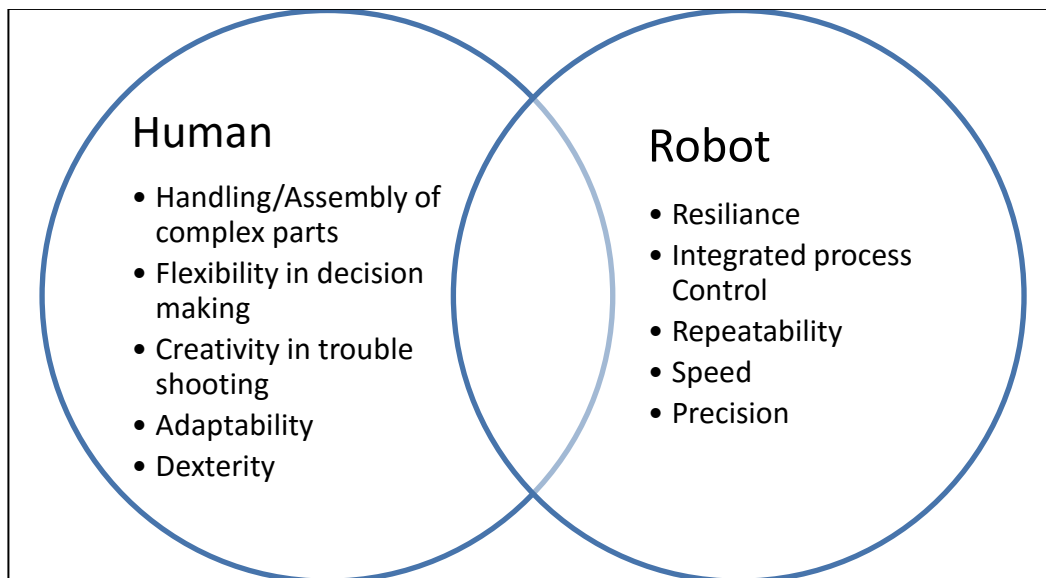 Human
• Handling/Assembly of
complex parts
• Flexibility in decision
making
• Creativity in trouble
shooting
• Adaptability
• Dexterity
Robot
• Resiliance
• Integrated process
Control
• Repeatability
• Speed
• Precision